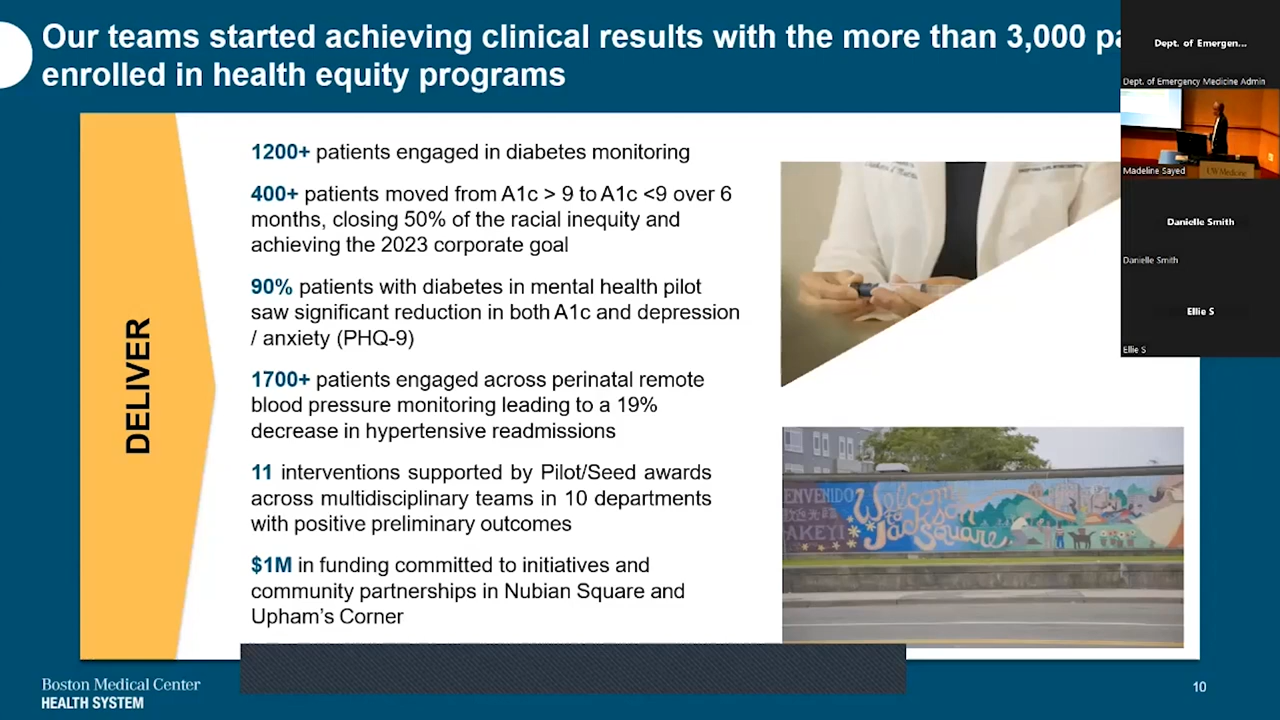 Our teams started achieving clinical results with the more than 3,000
enrolled in health equity programs
DELIVER
1200+ patients engaged in diabetes monitoring
400+ patients moved from A1c > 9 to A1c <9 over 6
months, closing 50% of the racial inequity and
achieving the 2023 corporate goal
90% patients with diabetes in mental health pilot
saw significant reduction in both A1c and depression
/ anxiety (PHQ-9)
1700+ patients engaged across perinatal remote
blood pressure monitoring leading to a 19%
decrease in hypertensive readmissions
11 interventions supported by Pilot/Seed awards
across multidisciplinary teams in 10 departments
with positive preliminary outcomes
$1M in funding committed to initiatives and
community partnerships in Nubian Square and
Upham's Corner
Dept. of Emergen...
Dept. of Emergency Medicine Admin
UW Medicine
Madeline Sayed
Danielle Smith
Danielle Smith
Ellie S
Ellie S
ENVENIDO
AKEYI
Welcome
to Jackson
Square
Boston Medical Center
HEALTH SYSTEM
10